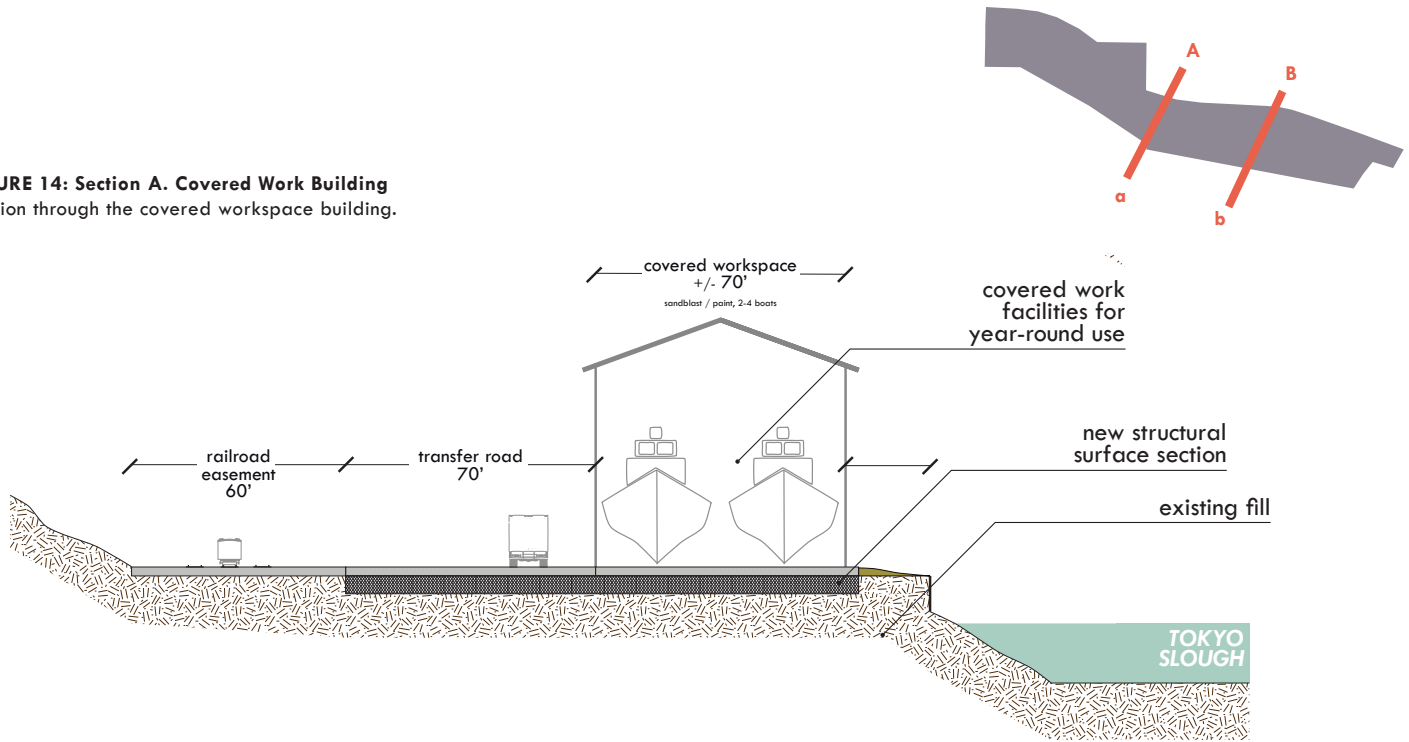 A
B
a
b
URE 14: Section A. Covered Work Building
ion through the covered workspace building.
covered workspace
+/- 70'
sandblast / paint, 2-4 boats
covered work
facilities for
year-round use
railroad
easement
60'
transfer road
70'
new structural
surface section
existing fill
TOKYO
SLOUGH